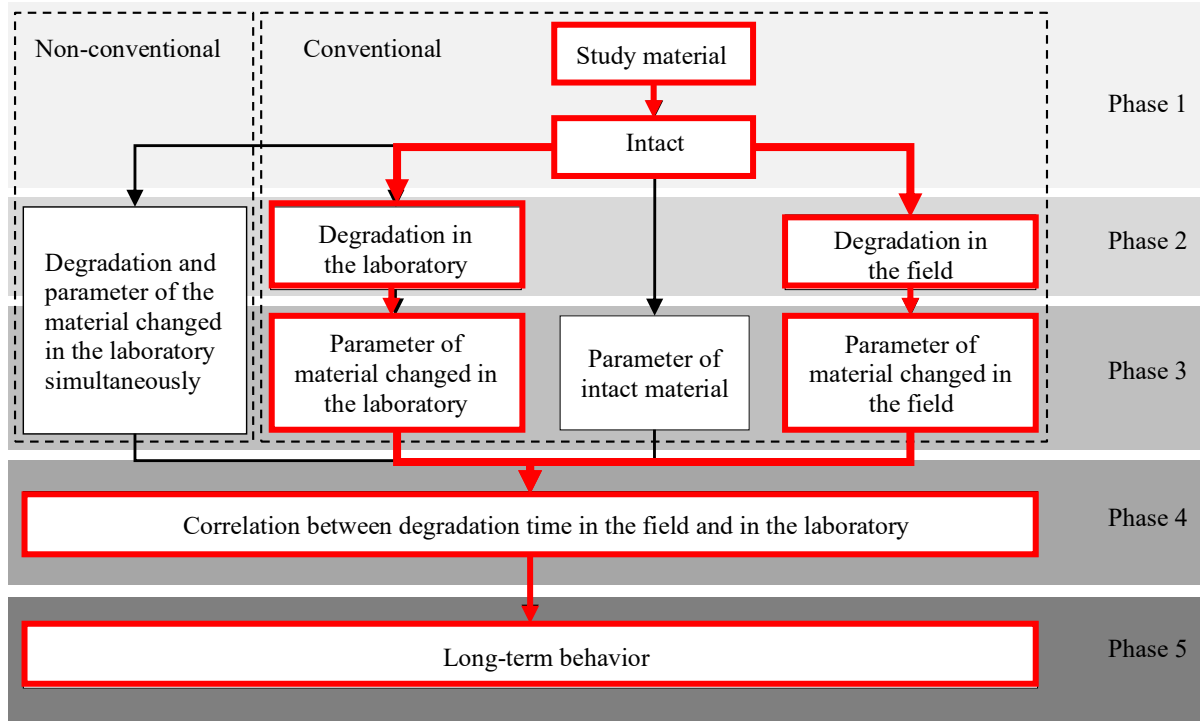 Non-conventional
Conventional
Study material
Phase 1
Intact
Degradation and
parameter of the
material changed
in the laboratory
simultaneously
Degradation in
the laboratory
Degradation in
the field
Phase 2
Parameter of
material changed in
the laboratory
Parameter of
intact material
Parameter of
material changed in
the field
Phase 3
Correlation between degradation time in the field and in the laboratory
Phase 4
Long-term behavior
Phase 5